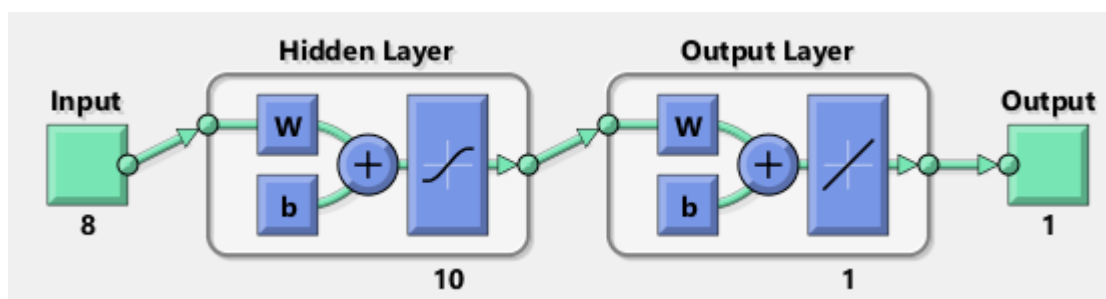 Hidden Layer
Output Layer
Input
Output
W
W
+
+
b
b
8
1
10
1